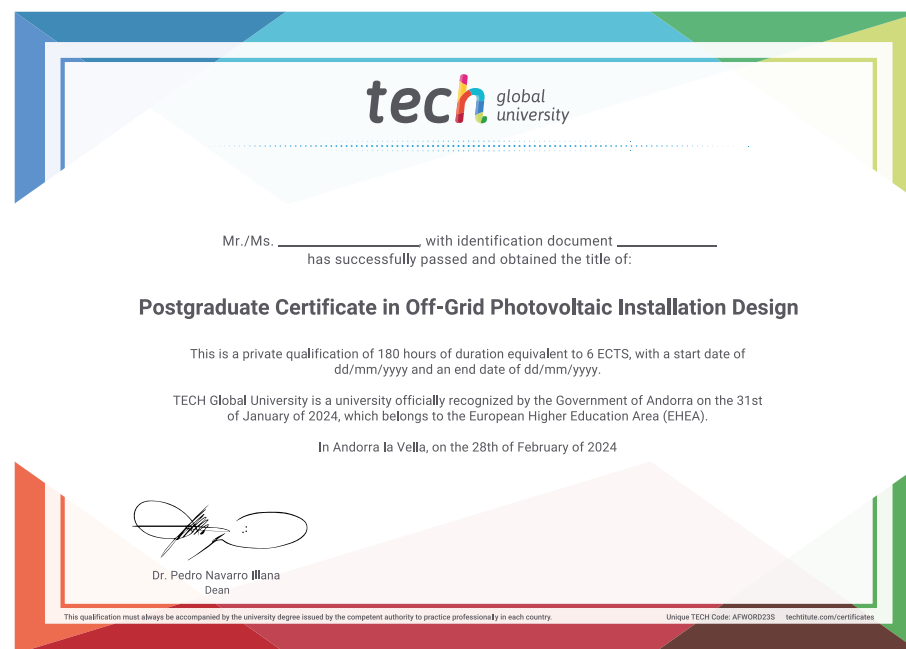 tech global university
Mr./Ms. ____________________, with identification document ______________
has successfully passed and obtained the title of:
Postgraduate Certificate in Off-Grid Photovoltaic Installation Design
This is a private qualification of 180 hours of duration equivalent to 6 ECTS, with a start date of
dd/mm/yyyy and an end date of dd/mm/yyyy.
TECH Global University is a university officially recognized by the Government of Andorra on the 31st
of January of 2024, which belongs to the European Higher Education Area (EHEA).
In Andorra la Vella, on the 28th of February of 2024
Dr. Pedro Navarro Illana
Dean
This qualification must always be accompanied by the university degree issued by the competent authority to practice professionally in each country.
Unique TECH Code: AFWORD23S techtitute.com/certificates